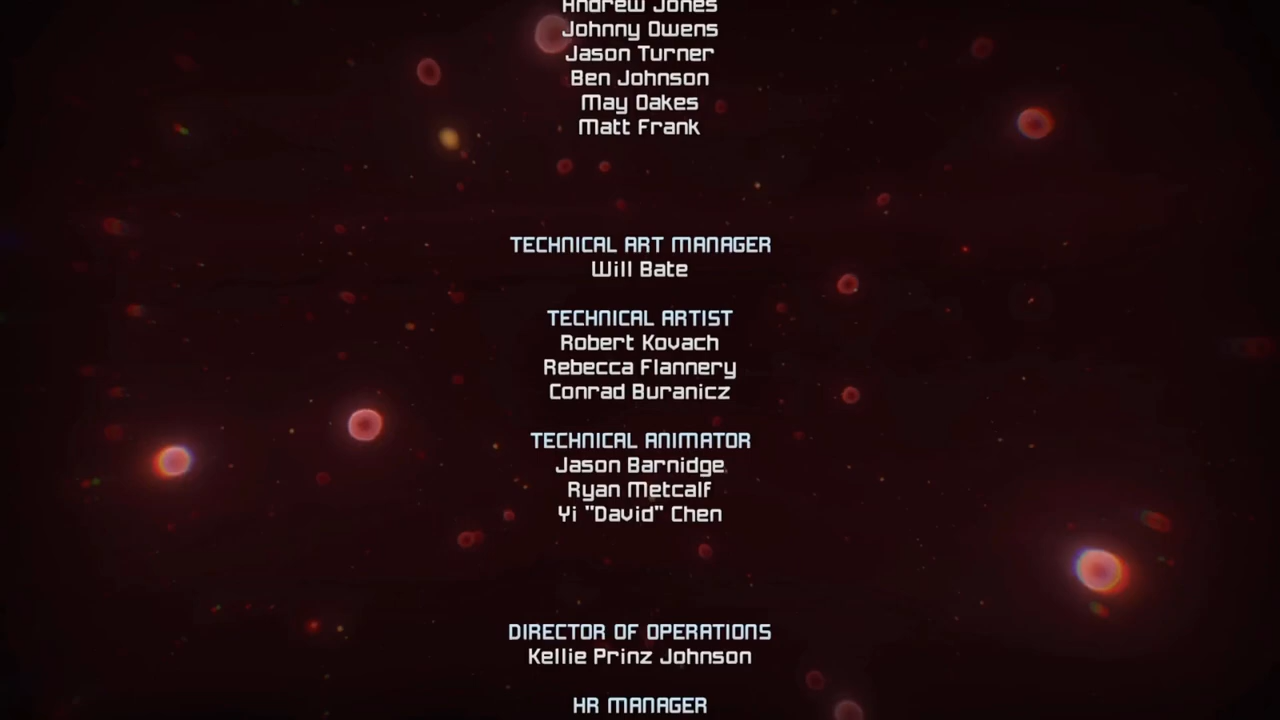 Andrew Jones
Johnny Owens
Jason Turner
Ben Johnson
May Oakes
Matt Frank
TECHNICAL ART MANAGER
Will Bate
TECHNICAL ARTIST
Robert Kovach
Rebecca Flannery
Conrad Buranicz
TECHNICAL ANIMATOR
Jason Barnidge
Ryan Metcalf
Yi "David" Chen
DIRECTOR OF OPERATIONS
Kellie Prinz Johnson
HR MANAGER